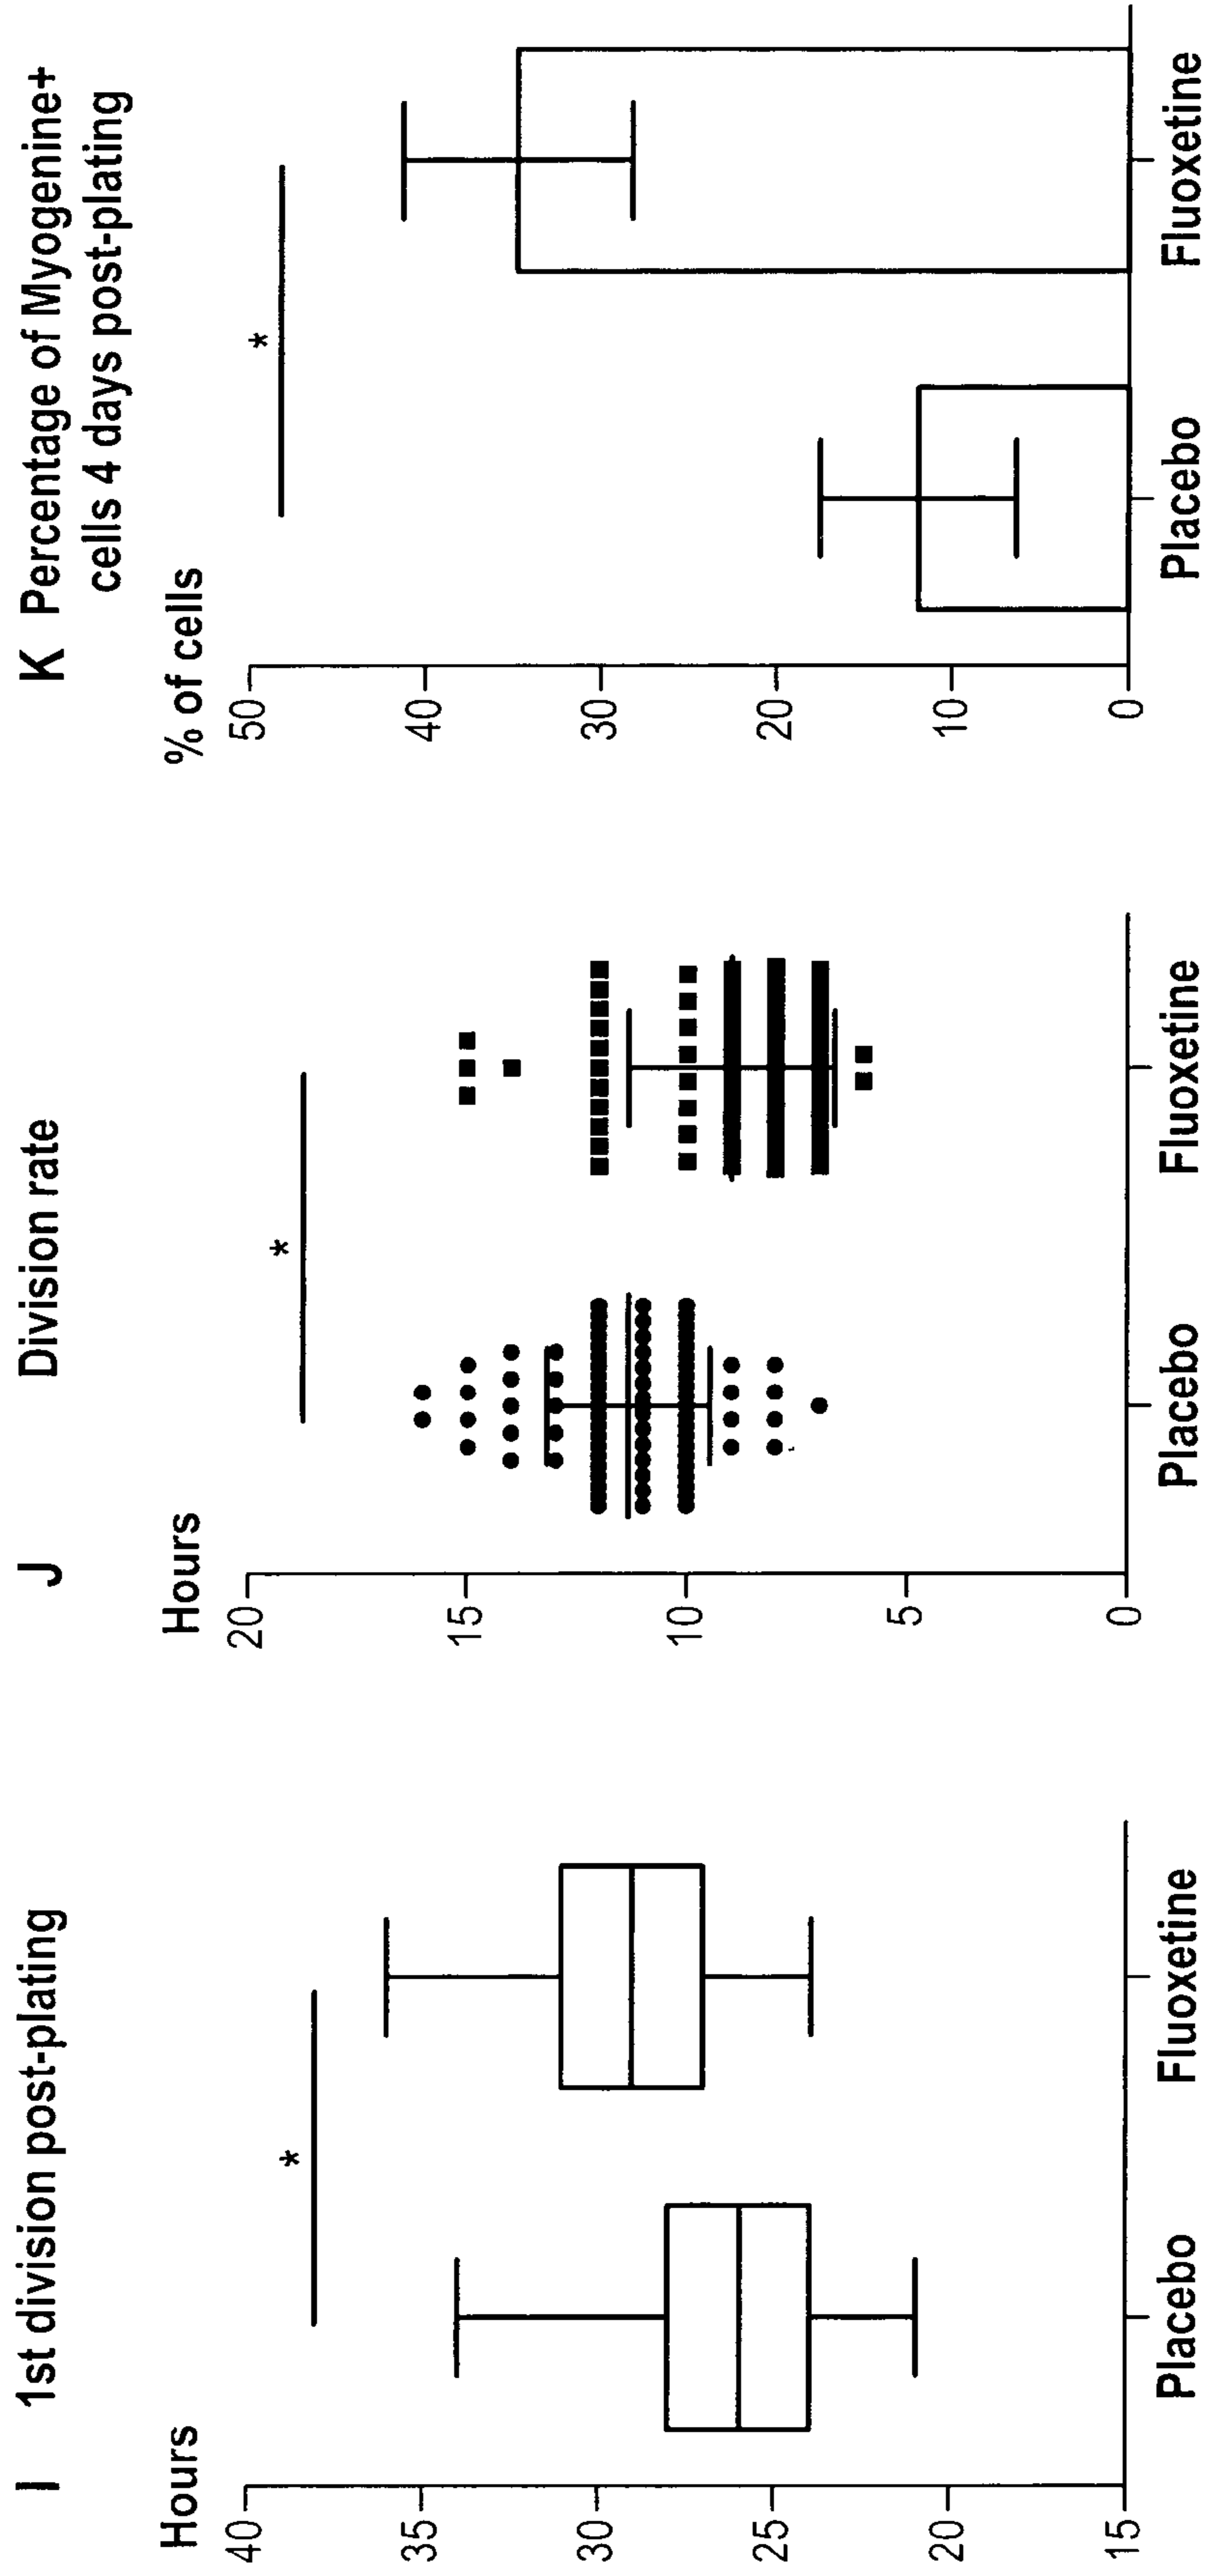 I 1st division post-plating
Hours
40
35
30
25
20
15
Placebo Fluoxetine
*
J Division rate
Hours
20
15
10
5
0
Placebo Fluoxetine
*
K Percentage of Myogenine+
cells 4 days post-plating
% of cells
50
40
30
20
10
0
Placebo Fluoxetine
*